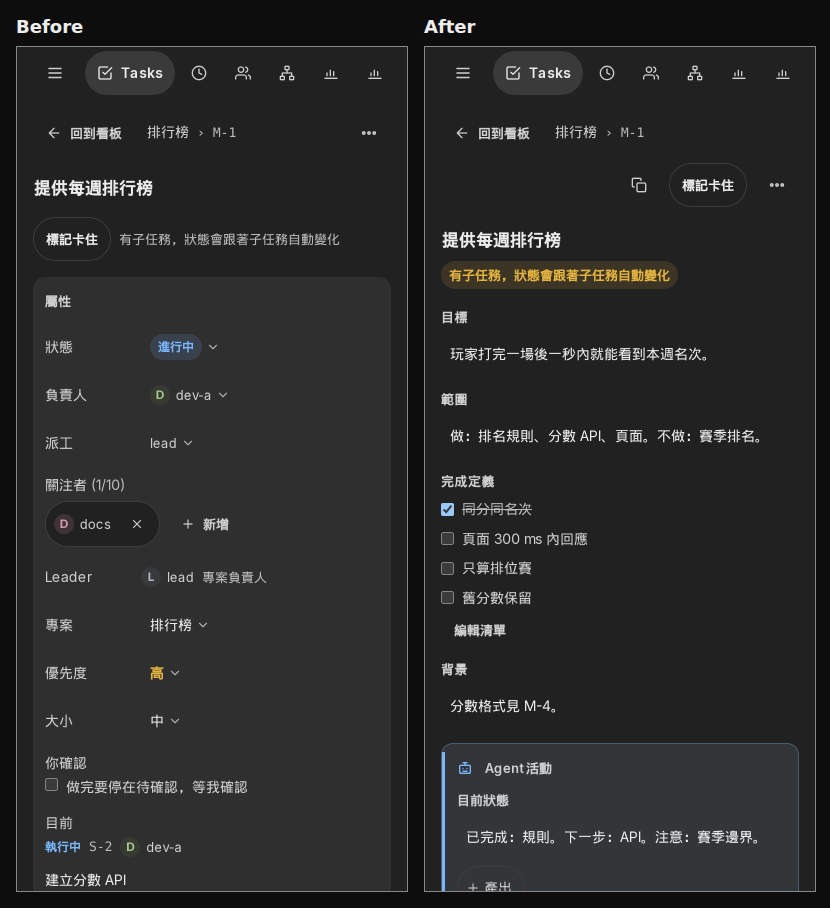 Before
Tasks
回到看板 排行榜 › M-1
提供每週排行榜
標記卡住 有子任務，狀態會跟著子任務自動變化
屬性
狀態 進行中
負責人 D dev-a
派工 lead
關注者 (1/10)
D docs × + 新增
Leader L lead 專案負責人
專案 排行榜
優先度 高
大小 中
你確認
做完要停在待確認，等我確認
目前
執行中 S-2 D dev-a
建立分數 API
After
Tasks
回到看板 排行榜 › M-1
標記卡住
提供每週排行榜
有子任務，狀態會跟著子任務自動變化
目標
玩家打完一場後一秒內就能看到本週名次。
範圍
做：排名規則、分數 API、頁面。不做：賽季排名。
完成定義
同分同名次
頁面 300 ms 內回應
只算排位賽
舊分數保留
編輯清單
背景
分數格式見 M-4。
Agent 活動
目前狀態
已完成：規則。下一步：API。注意：賽季邊界。
+ 產出